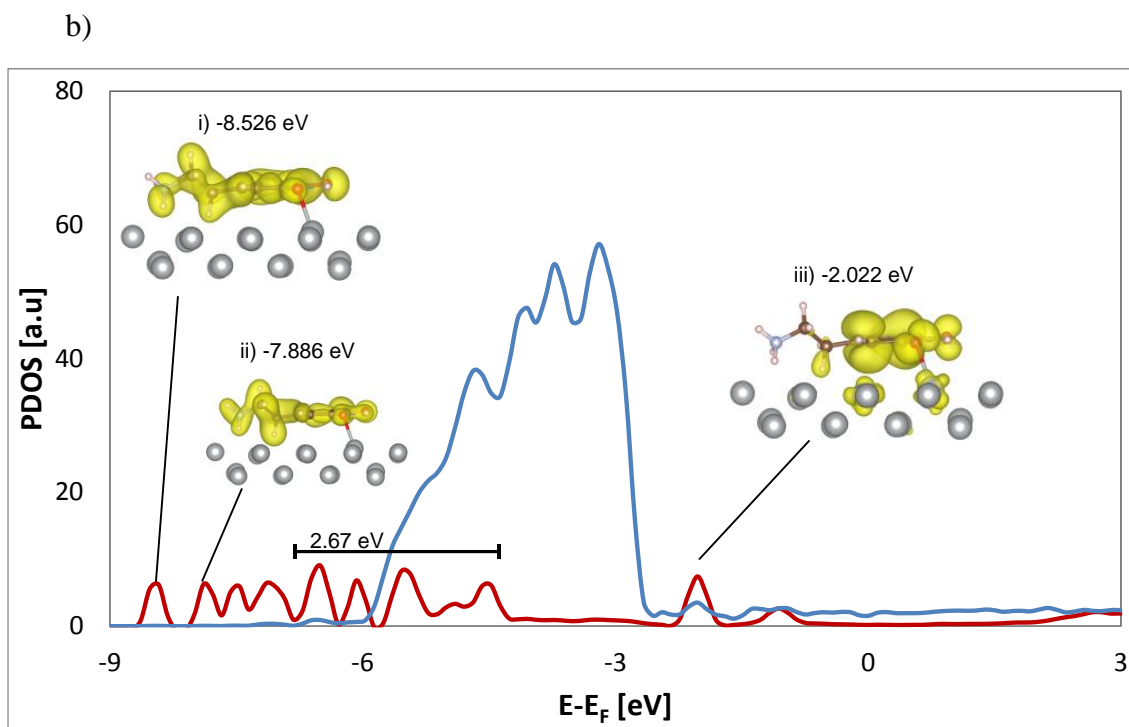 b)
80
i) -8.526 eV
60
iii) -2.022 eV
PDOS [a.u]
40
ii) -7.886 eV
20
2.67 eV
0
-9
-6
-3
0
3
E-EF [eV]